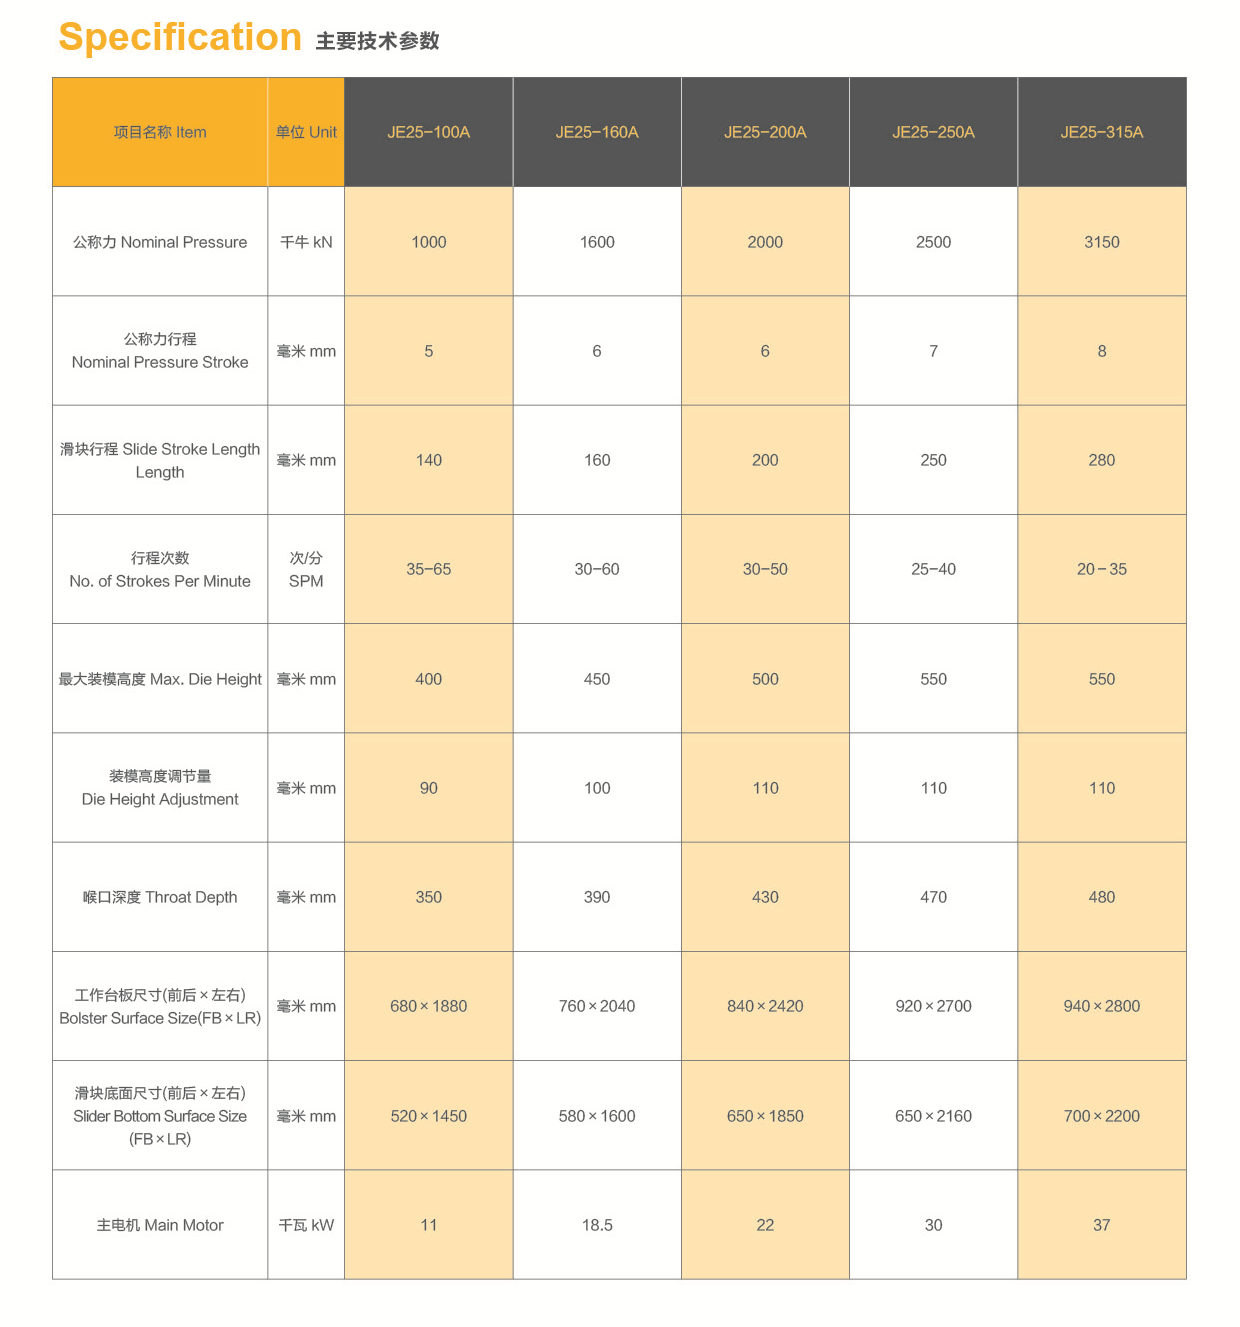 Specification 主要技术参数
项目名称 Item 单位 Unit JE25-100A JE25-160A JE25-200A JE25-250A JE25-315A
公称力 Nominal Pressure 千牛 kN 1000 1600 2000 2500 3150
公称力行程
Nominal Pressure Stroke
毫米 mm 5 6 6 7 8
滑块行程 Slide Stroke Length
Length
毫米 mm 140 160 200 250 280
行程次数
No. of Strokes Per Minute
次/分
SPM
35-65 30-60 30-50 25-40 20-35
最大装模高度 Max. Die Height 毫米 mm 400 450 500 550 550
装模高度调节量
Die Height Adjustment
毫米 mm 90 100 110 110 110
喉口深度 Throat Depth 毫米 mm 350 390 430 470 480
工作台板尺寸(前后×左右)
Bolster Surface Size(FB×LR)
毫米 mm 680×1880 760×2040 840×2420 920×2700 940×2800
滑块底面尺寸(前后×左右)
Slider Bottom Surface Size
(FB×LR)
毫米 mm 520×1450 580×1600 650×1850 650×2160 700×2200
主电机 Main Motor 千瓦 kW 11 18.5 22 30 37